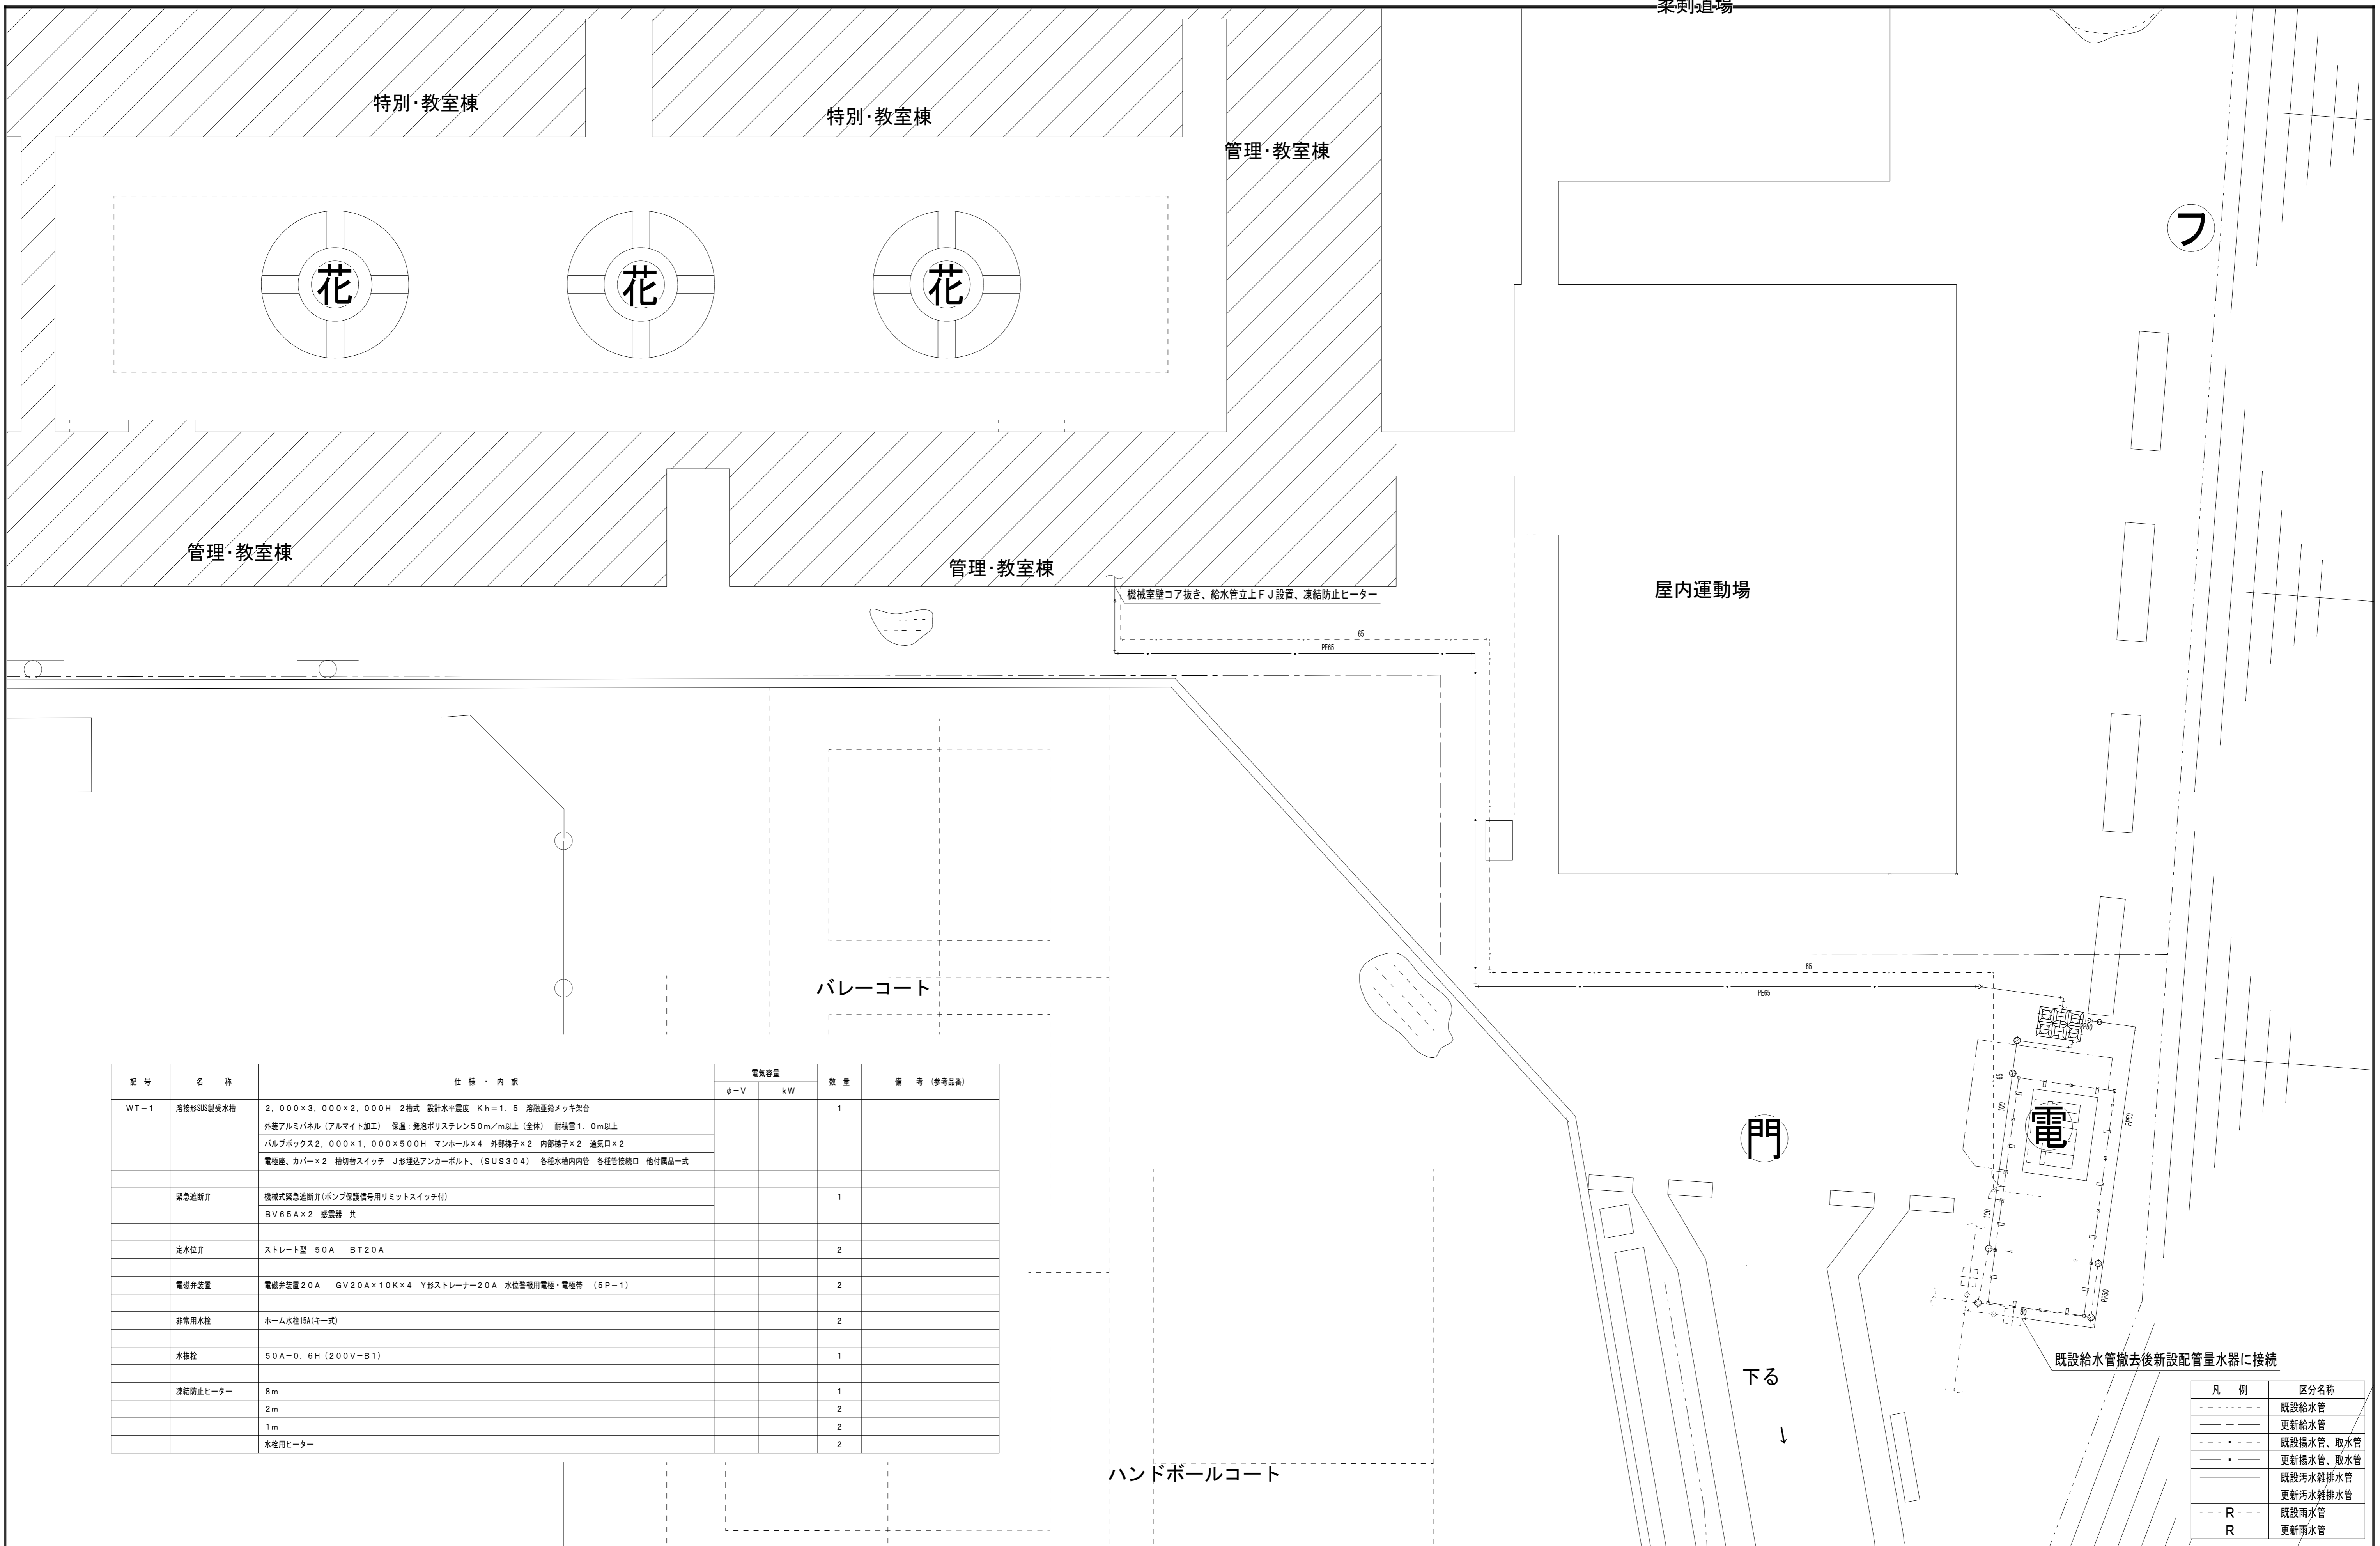 柔剣道場
特別･教室棟
特別･教室棟
管理･教室棟
フ
花
花
花
管理･教室棟
管理･教室棟
機械室壁コア抜き、給水管立上ＦＪ設置、凍結防止ヒーター
屋内運動場
65
PE65
バレーコート
65
PE65
PP50
65
100
電
PP50
門
100
PP50
80
既設給水管撤去後新設配管量水器に接続
下る
↓
ハンドボールコート
記　号　名　　称　仕　様　・　内　訳　電気容量　数　量　備　　考　（参考品番）
φ－Ｖ　ｋＷ
ＷＴ－１　溶接形SUS製受水槽　２，０００×３，０００×２，０００Ｈ　２槽式　設計水平震度　Ｋｈ＝１．５　溶融亜鉛メッキ架台　1
外装アルミパネル（アルマイト加工）　保温：発泡ポリスチレン５０ｍ／ｍ以上（全体）　耐積雪１．０ｍ以上
バルブボックス２，０００×１，０００×５００Ｈ　マンホール×４　外部梯子×２　内部梯子×２　通気口×２
電極座、カバー×２　槽切替スイッチ　Ｊ形埋込アンカーボルト、（ＳＵＳ３０４）　各種水槽内内管　各種管接続口　他付属品一式
緊急遮断弁　機械式緊急遮断弁(ポンプ保護信号用リミットスイッチ付)　1
ＢＶ６５Ａ×２　感震器　共
定水位弁　ストレート型　５０Ａ　　ＢＴ２０Ａ　2
電磁弁装置　電磁弁装置２０Ａ　　ＧＶ２０Ａ×１０Ｋ×４　Ｙ形ストレーナー２０Ａ　水位警報用電極・電極帯　（５Ｐ－１）　2
非常用水栓　ホーム水栓15A(キー式)　2
水抜栓　５０Ａ－０．６Ｈ（２００Ｖ－Ｂ１）　1
凍結防止ヒーター　８ｍ　1
２ｍ　2
１ｍ　2
水栓用ヒーター　2
凡　例　区分名称
既設給水管
更新給水管
既設揚水管、取水管
更新揚水管、取水管
既設汚水雑排水管
更新汚水雑排水管
R　既設雨水管
R　更新雨水管